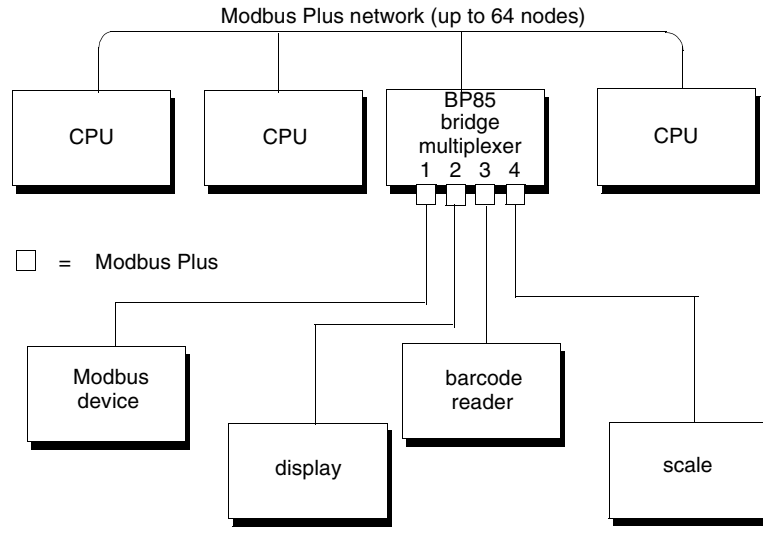 Modbus Plus network (up to 64 nodes)
CPU
CPU
BP85
bridge
multiplexer
1 2 3 4
CPU
= Modbus Plus
Modbus
device
display
barcode
reader
scale